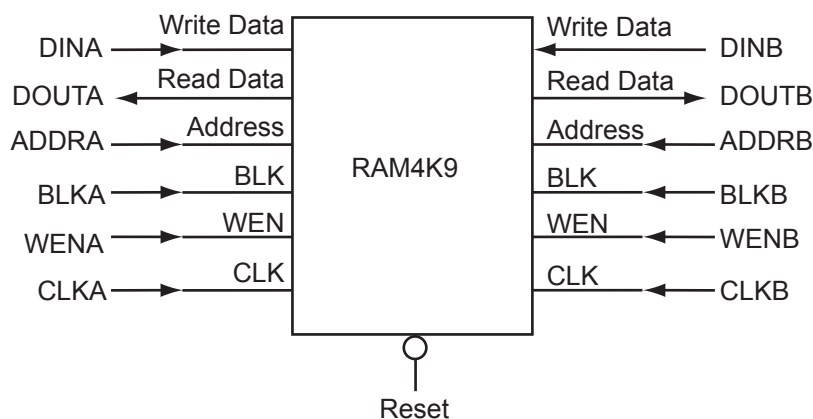 DINA Write Data Write Data DINB
DOUTA Read Data Read Data DOUTB
ADDRA Address Address ADDRB
RAM4K9
BLKA BLK BLK BLKB
WENA WEN WEN WENB
CLKA CLK CLK CLKB
Reset